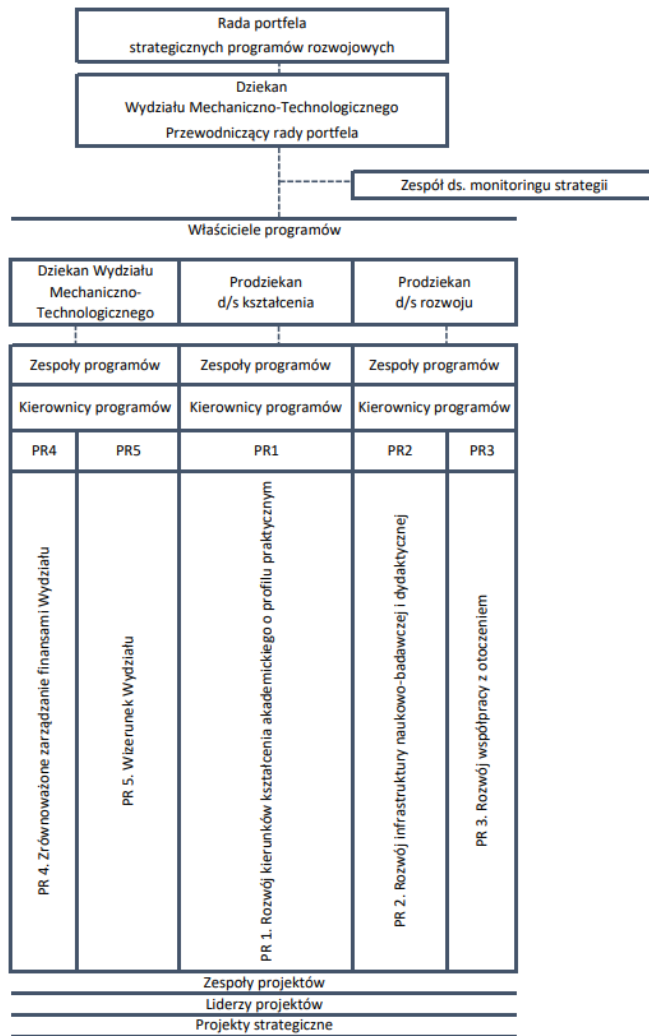 Rada portfela
strategicznych programów rozwojowych
Dziekan
Wydziału Mechaniczno-Technologicznego
Przewodniczący rady portfela
Zespół ds. monitoringu strategii
Właściciele programów
Dziekan Wydziału
Mechaniczno-
Technologicznego
Prodziekan
d/s kształcenia
Prodziekan
d/s rozwoju
Zespoły programów
Zespoły programów
Zespoły programów
Kierownicy programów
Kierownicy programów
Kierownicy programów
PR4
PR5
PR1
PR2
PR3
PR 4. Zrównoważone zarządzanie finansami Wydziału
PR 5. Wizerunek Wydziału
PR 1. Rozwój kierunków kształcenia akademickiego o profilu praktycznym
PR 2. Rozwój infrastruktury naukowo-badawczej i dydaktycznej
PR 3. Rozwój współpracy z otoczeniem
Zespoły projektów
Liderzy projektów
Projekty strategiczne